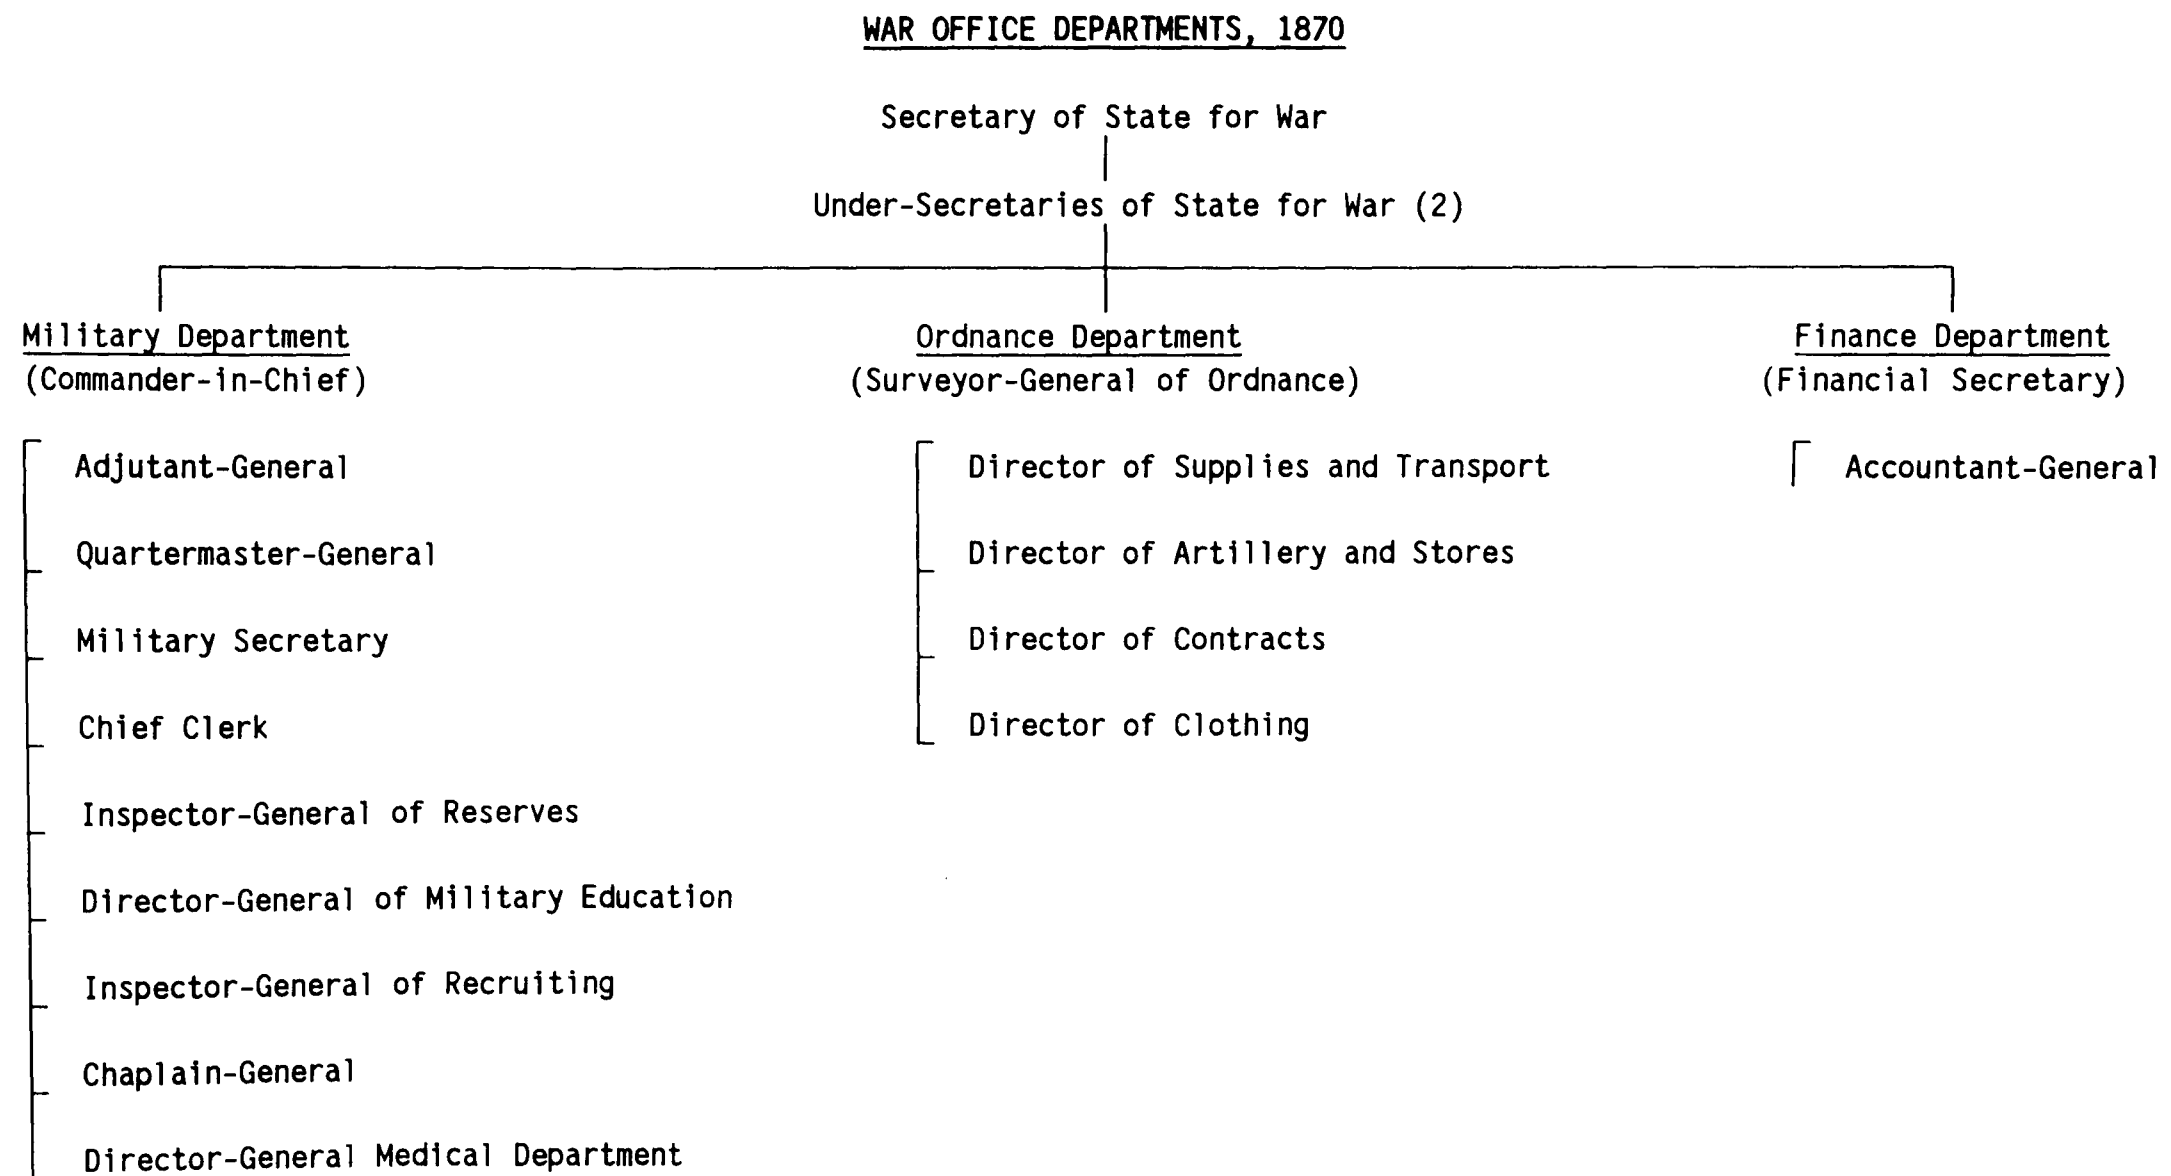 WAR OFFICE DEPARTMENTS, 1870
Secretary of State for War
Under-Secretaries of State for War (2)
Military Department
(Commander-in-Chief)
Adjutant-General
Quartermaster-General
Military Secretary
Chief Clerk
Inspector-General of Reserves
Director-General of Military Education
Inspector-General of Recruiting
Chaplain-General
Director-General Medical Department
Ordnance Department
(Surveyor-General of Ordnance)
Director of Supplies and Transport
Director of Artillery and Stores
Director of Contracts
Director of Clothing
Finance Department
(Financial Secretary)
Accountant-General